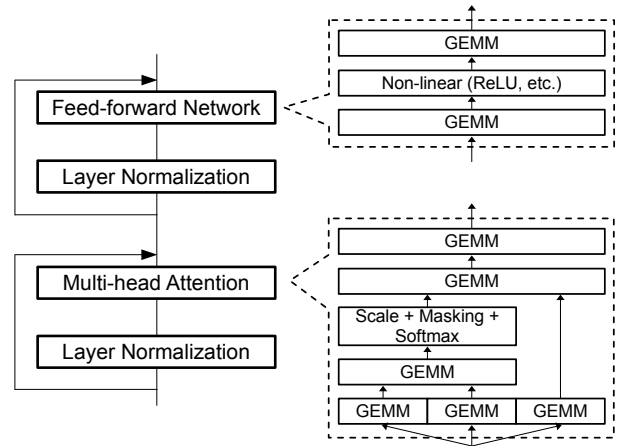 GEMM
Feed-forward Network
Non-linear (ReLU, etc.)
GEMM
Layer Normalization
GEMM
Multi-head Attention
GEMM
Scale + Masking +
Softmax
Layer Normalization
GEMM
GEMM GEMM GEMM